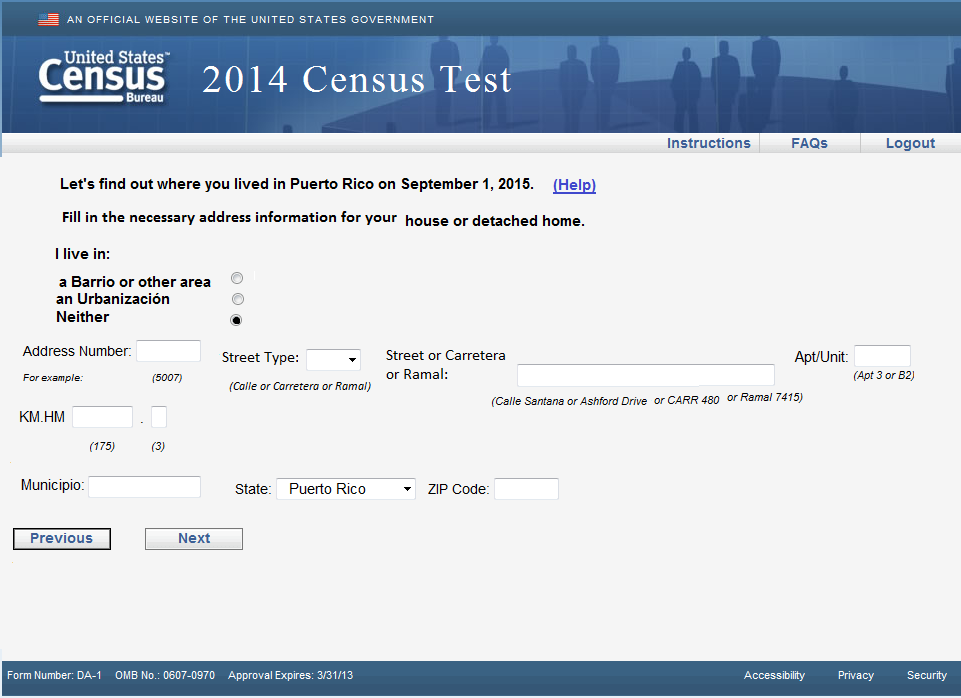 AN OFFICIAL WEBSITE OF THE UNITED STATES GOVERNMENT
United States™
Census
Bureau
2014 Census Test
Instructions FAQs Logout
Let's find out where you lived in Puerto Rico on September 1, 2015. (Help)
Fill in the necessary address information for your house or detached home.
I live in:
a Barrio or other area
an Urbanización
Neither
Address Number:
For example: (5007)
Street Type:
(Calle or Carretera or Ramal)
Street or Carretera
or Ramal:
(Calle Santana or Ashford Drive or CARR 480 or Ramal 7415)
Apt/Unit:
(Apt 3 or B2)
KM.HM .
(175) (3)
Municipio: State: Puerto Rico ZIP Code:
Previous Next
Form Number: DA-1 OMB No.: 0607-0970 Approval Expires: 3/31/13 Accessibility Privacy Security